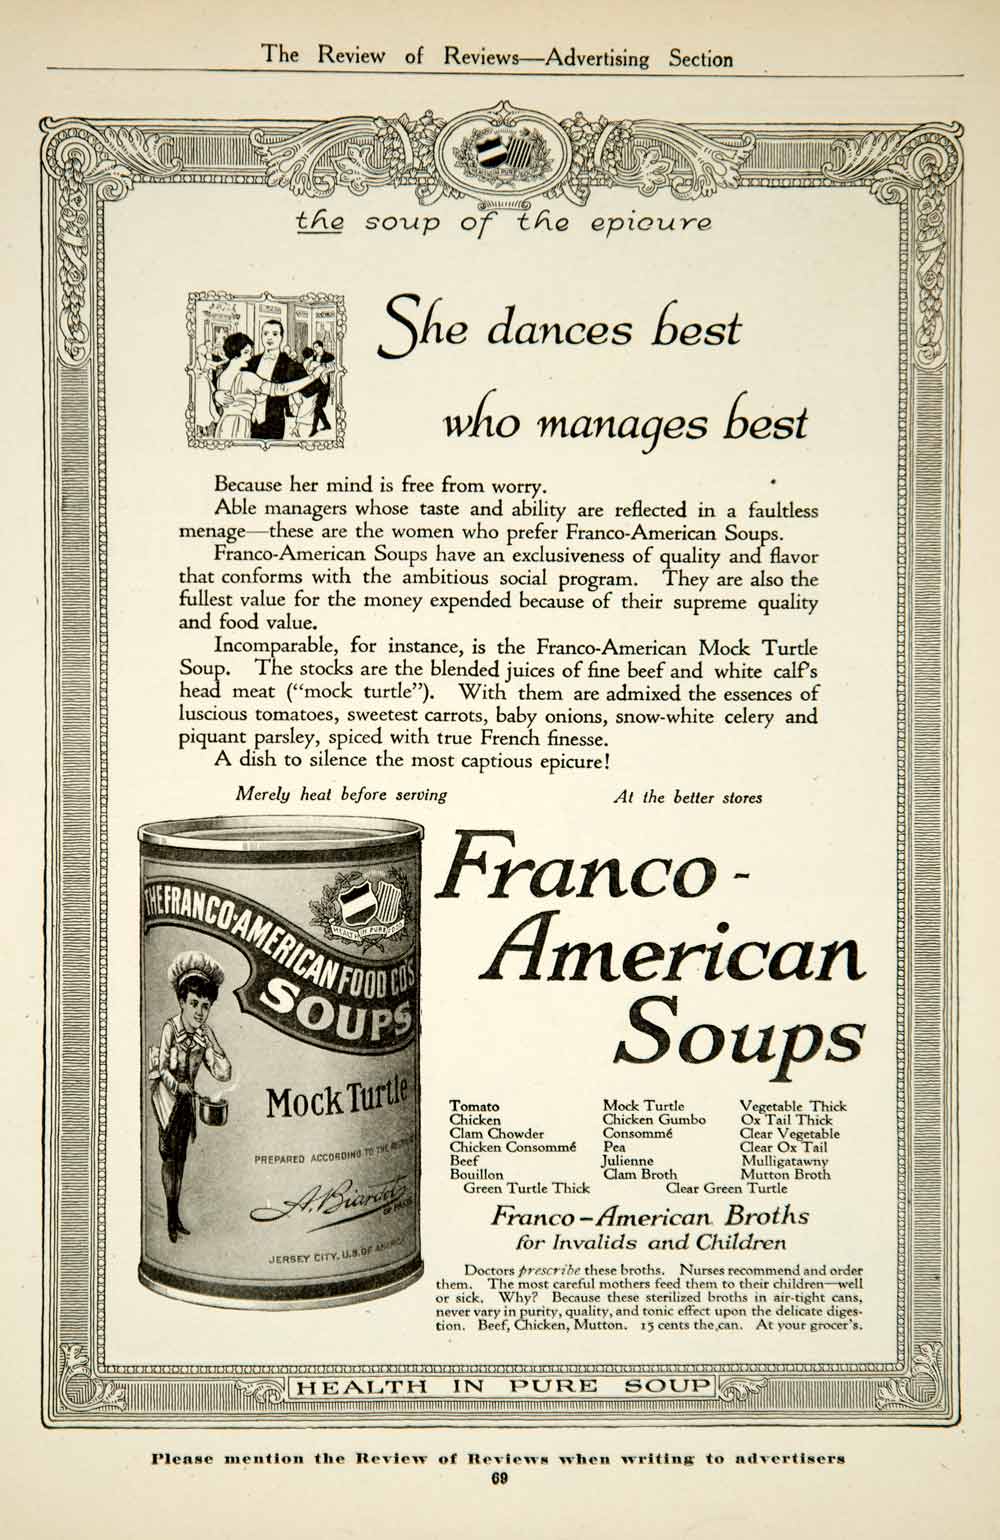 The Review of Reviews—Advertising Section
the soup of the epicure
She dances best
who manages best
Because her mind is free from worry.
Able managers whose taste and ability are reflected in a faultless
menage—these are the women who prefer Franco-American Soups.
Franco-American Soups have an exclusiveness of quality and flavor
that conforms with the ambitious social program. They are also the
fullest value for the money expended because of their supreme quality
and food value.
Incomparable, for instance, is the Franco-American Mock Turtle
Soup. The stocks are the blended juices of fine beef and white calf's
head meat ("mock turtle"). With them are admixed the essences of
luscious tomatoes, sweetest carrots, baby onions, snow-white celery and
piquant parsley, spiced with true French finesse.
A dish to silence the most captious epicure!
Merely heat before serving At the better stores
THE FRANCO-AMERICAN FOOD CO'S
SOUPS
HEALTH IN PURE FOOD
Mock Turtle
PREPARED ACCORDING TO THE
A. Biardot
OF PARIS
JERSEY CITY, U.S. OF AMERICA
Franco-
American
Soups
Tomato Mock Turtle Vegetable Thick
Chicken Chicken Gumbo Ox Tail Thick
Clam Chowder Consommé Clear Vegetable
Chicken Consommé Pea Clear Ox Tail
Beef Julienne Mulligatawny
Bouillon Clam Broth Mutton Broth
Green Turtle Thick Clear Green Turtle
Franco-American Broths
for Invalids and Children
Doctors prescribe these broths. Nurses recommend and order
them. The most careful mothers feed them to their children—well
or sick. Why? Because these sterilized broths in air-tight cans,
never vary in purity, quality, and tonic effect upon the delicate diges-
tion. Beef, Chicken, Mutton. 15 cents the can. At your grocer's.
HEALTH IN PURE SOUP
Please mention the Review of Reviews when writing to advertisers
69